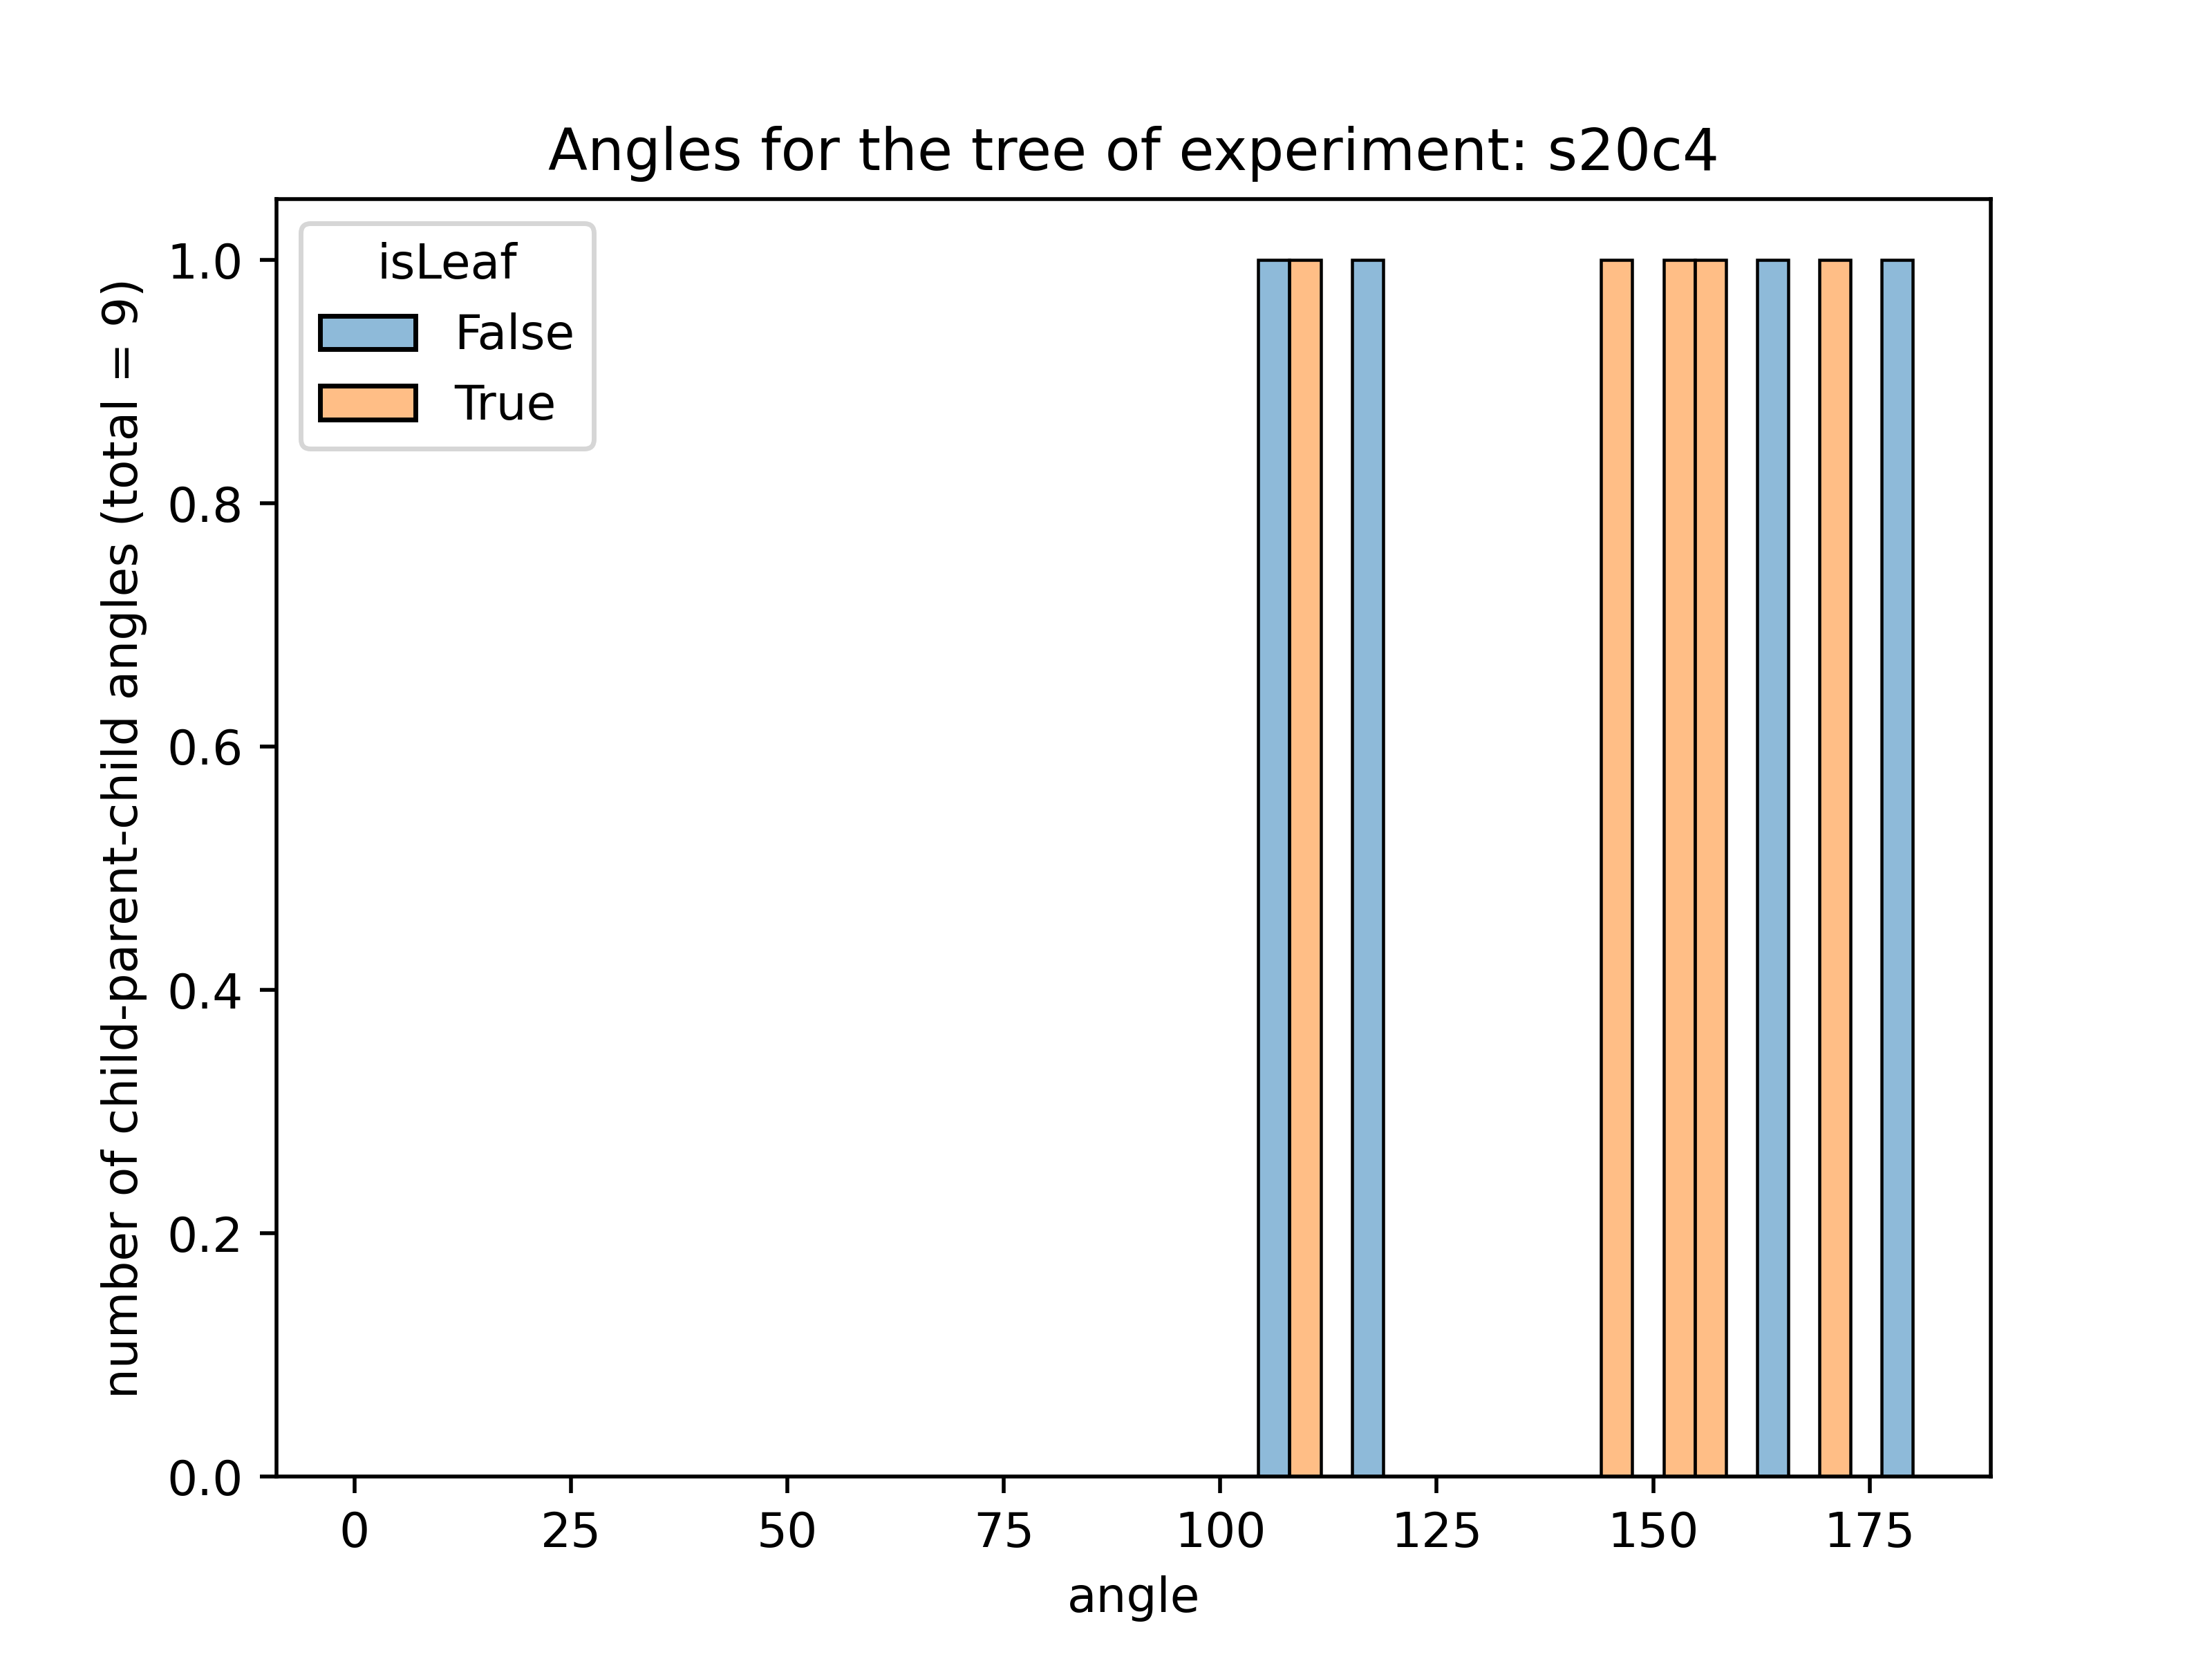 Angles for the tree of experiment: s20c4
isLeaf
False
True
number of child-parent-child angles (total = 9)
1.0
0.8
0.6
0.4
0.2
0.0
0 25 50 75 100 125 150 175
angle